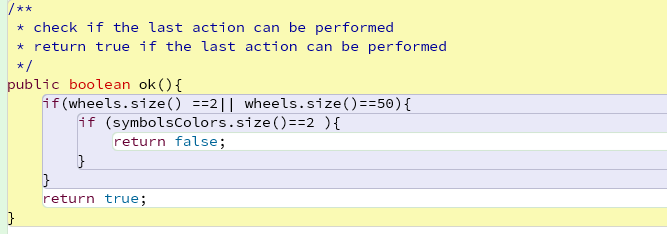 /**
 * check if the last action can be performed
 * return true if the last action can be performed
 */
public boolean ok(){
    if(wheels.size() ==2|| wheels.size()==50){
        if (symbolsColors.size()==2 ){
            return false;
        }
    }
    return true;
}